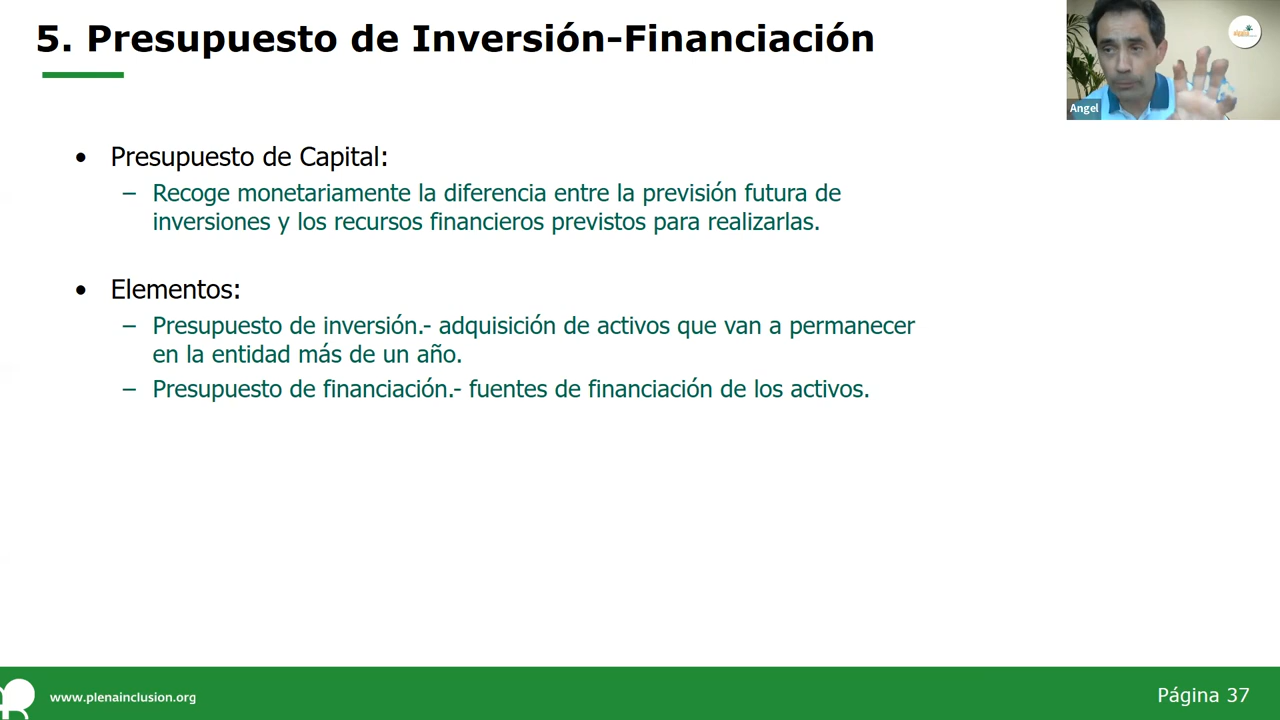 5. Presupuesto de Inversión-Financiación
Angel
• Presupuesto de Capital:
– Recoge monetariamente la diferencia entre la previsión futura de
inversiones y los recursos financieros previstos para realizarlas.
• Elementos:
– Presupuesto de inversión.- adquisición de activos que van a permanecer
en la entidad más de un año.
– Presupuesto de financiación.- fuentes de financiación de los activos.
www.plenainclusion.org
Página 37